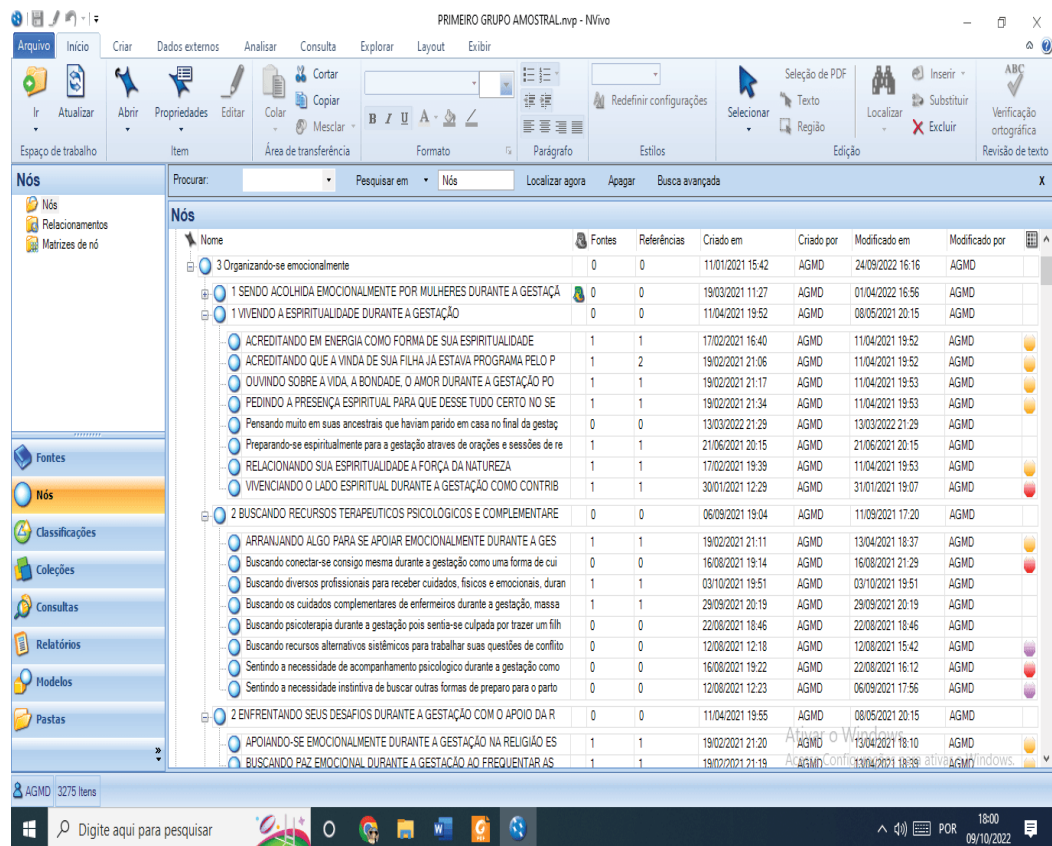 PRIMEIRO GRUPO AMOSTRAL.nvp - NVivo
Arquivo Início Criar Dados externos Analisar Consulta Explorar Layout Exibir
Ir Atualizar Abrir Propriedades Editar Colar Cortar Copiar Mesclar
B I U A
Redefinir configurações
Selecionar Seleção de PDF Texto Região Localizar Inserir Substituir Excluir
ABC Verificação ortográfica
Espaço de trabalho Item Área de transferência Formato Parágrafo Estilos Edição Revisão de texto
Nós
Procurar: Pesquisar em Nós Localizar agora Apagar Busca avançada X
Nós
Relacionamentos
Matrizes de nó
Nós
Nome Fontes Referências Criado em Criado por Modificado em Modificado por
3 Organizando-se emocionalmente 0 0 11/01/2021 15:42 AGMD 24/09/2022 16:16 AGMD
1 SENDO ACOLHIDA EMOCIONALMENTE POR MULHERES DURANTE A GESTAÇÃ 0 0 19/03/2021 11:27 AGMD 01/04/2022 16:56 AGMD
1 VIVENDO A ESPIRITUALIDADE DURANTE A GESTAÇÃO 0 0 11/04/2021 19:52 AGMD 08/05/2021 20:15 AGMD
ACREDITANDO EM ENERGIA COMO FORMA DE SUA ESPIRITUALIDADE 1 1 17/02/2021 16:40 AGMD 11/04/2021 19:52 AGMD
ACREDITANDO QUE A VINDA DE SUA FILHA JÁ ESTAVA PROGRAMA PELO P 1 2 19/02/2021 21:06 AGMD 11/04/2021 19:52 AGMD
OUVINDO SOBRE A VIDA, A BONDADE, O AMOR DURANTE A GESTAÇÃO PO 1 1 19/02/2021 21:17 AGMD 11/04/2021 19:53 AGMD
PEDINDO A PRESENÇA ESPIRITUAL PARA QUE DESSE TUDO CERTO NO SE 1 1 19/02/2021 21:34 AGMD 11/04/2021 19:53 AGMD
Pensando muito em suas ancestrais que haviam parido em casa no final da gestaç 0 0 13/03/2022 21:29 AGMD 13/03/2022 21:29 AGMD
Preparando-se espiritualmente para a gestação atraves de orações e sessões de re 1 1 21/06/2021 20:15 AGMD 21/06/2021 20:15 AGMD
RELACIONANDO SUA ESPIRITUALIDADE A FORÇA DA NATUREZA 1 1 17/02/2021 19:39 AGMD 11/04/2021 19:53 AGMD
VIVENCIANDO O LADO ESPIRITUAL DURANTE A GESTAÇÃO COMO CONTRIB 1 1 30/01/2021 12:29 AGMD 31/01/2021 19:07 AGMD
2 BUSCANDO RECURSOS TERAPEUTICOS PSICOLÓGICOS E COMPLEMENTARE 0 0 06/09/2021 19:04 AGMD 11/09/2021 17:20 AGMD
ARRANJANDO ALGO PARA SE APOIAR EMOCIONALMENTE DURANTE A GES 1 1 19/02/2021 21:11 AGMD 13/04/2021 18:37 AGMD
Buscando conectar-se consigo mesma durante a gestação como uma forma de cui 0 0 16/08/2021 19:14 AGMD 16/08/2021 21:29 AGMD
Buscando diversos profissionais para receber cuidados, fisicos e emocionais, duran 1 1 03/10/2021 19:51 AGMD 03/10/2021 19:51 AGMD
Buscando os cuidados complementares de enfermeiros durante a gestação, massa 1 1 29/09/2021 20:19 AGMD 29/09/2021 20:19 AGMD
Buscando psicoterapia durante a gestação pois sentia-se culpada por trazer um filh 0 0 22/08/2021 18:46 AGMD 22/08/2021 18:46 AGMD
Buscando recursos alternativos sistêmicos para trabalhar suas questões de conflito 0 0 12/08/2021 12:18 AGMD 12/08/2021 15:42 AGMD
Sentindo a necessidade de acompanhamento psicologico durante a gestação como 0 0 16/08/2021 19:22 AGMD 22/08/2021 16:12 AGMD
Sentindo a necessidade instintiva de buscar outras formas de preparo para o parto 0 0 12/08/2021 12:23 AGMD 06/09/2021 17:56 AGMD
2 ENFRENTANDO SEUS DESAFIOS DURANTE A GESTAÇÃO COM O APOIO DA R 0 0 11/04/2021 19:55 AGMD 08/05/2021 20:15 AGMD
APOIANDO-SE EMOCIONALMENTE DURANTE A GESTAÇÃO NA RELIGIÃO ES 1 1 19/02/2021 21:20 AGMD 13/04/2021 18:10 AGMD
BUSCANDO PAZ EMOCIONAL DURANTE A GESTAÇÃO AO FREQUENTAR AS 1 1 19/02/2021 21:19 AGMD 13/04/2021 18:39 AGMD
Ativar o Windows
Fontes
Nós
Classificações
Coleções
Consultas
Relatórios
Modelos
Pastas
AGMD 3275 Itens
Digite aqui para pesquisar
POR 18:00
09/10/2022